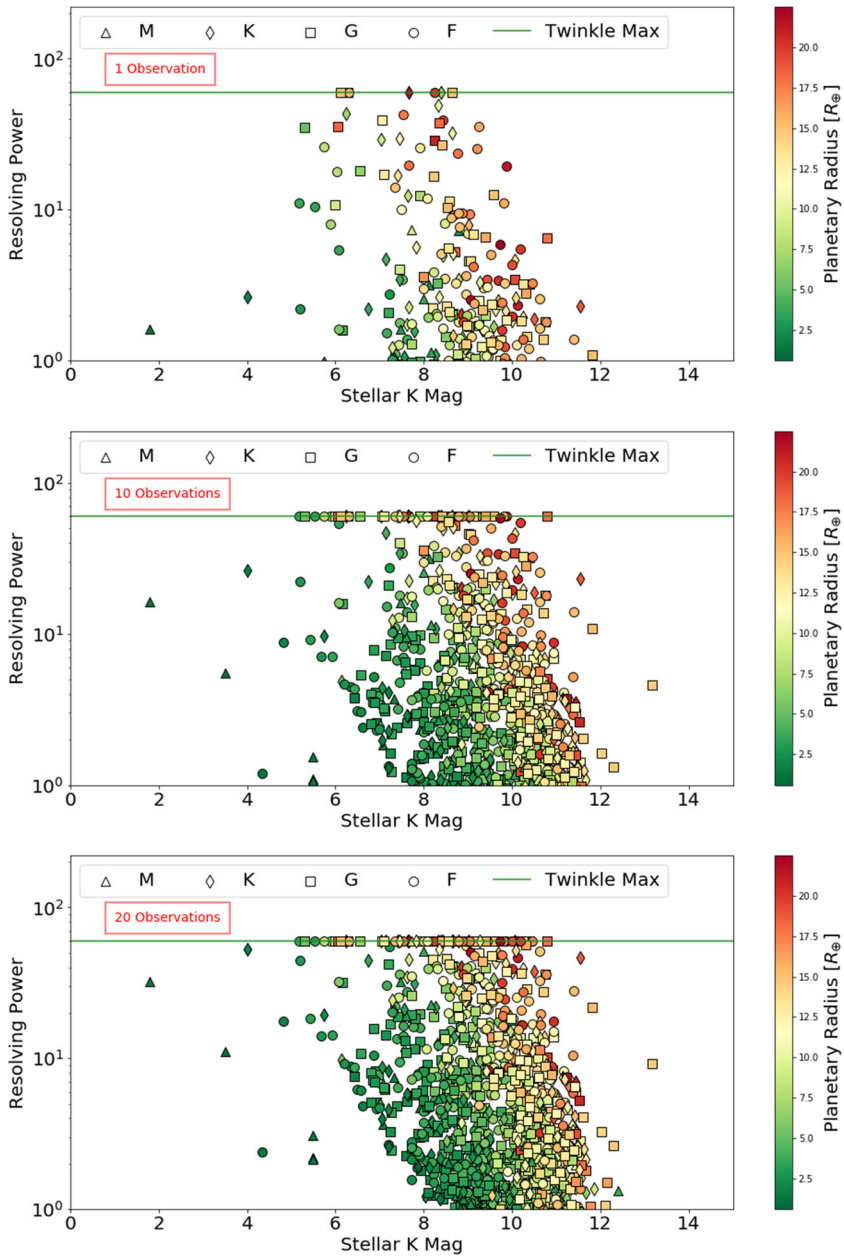 M K G F Twinkle Max
1 Observation
10²
10¹
10⁰
Resolving Power
0 2 4 6 8 10 12 14
Stellar K Mag
20.0
17.5
15.0
12.5
10.0
7.5
5.0
2.5
Planetary Radius [R⊕]
M K G F Twinkle Max
10 Observations
10²
10¹
10⁰
Resolving Power
0 2 4 6 8 10 12 14
Stellar K Mag
20.0
17.5
15.0
12.5
10.0
7.5
5.0
2.5
Planetary Radius [R⊕]
M K G F Twinkle Max
20 Observations
10²
10¹
10⁰
Resolving Power
0 2 4 6 8 10 12 14
Stellar K Mag
20.0
17.5
15.0
12.5
10.0
7.5
5.0
2.5
Planetary Radius [R⊕]